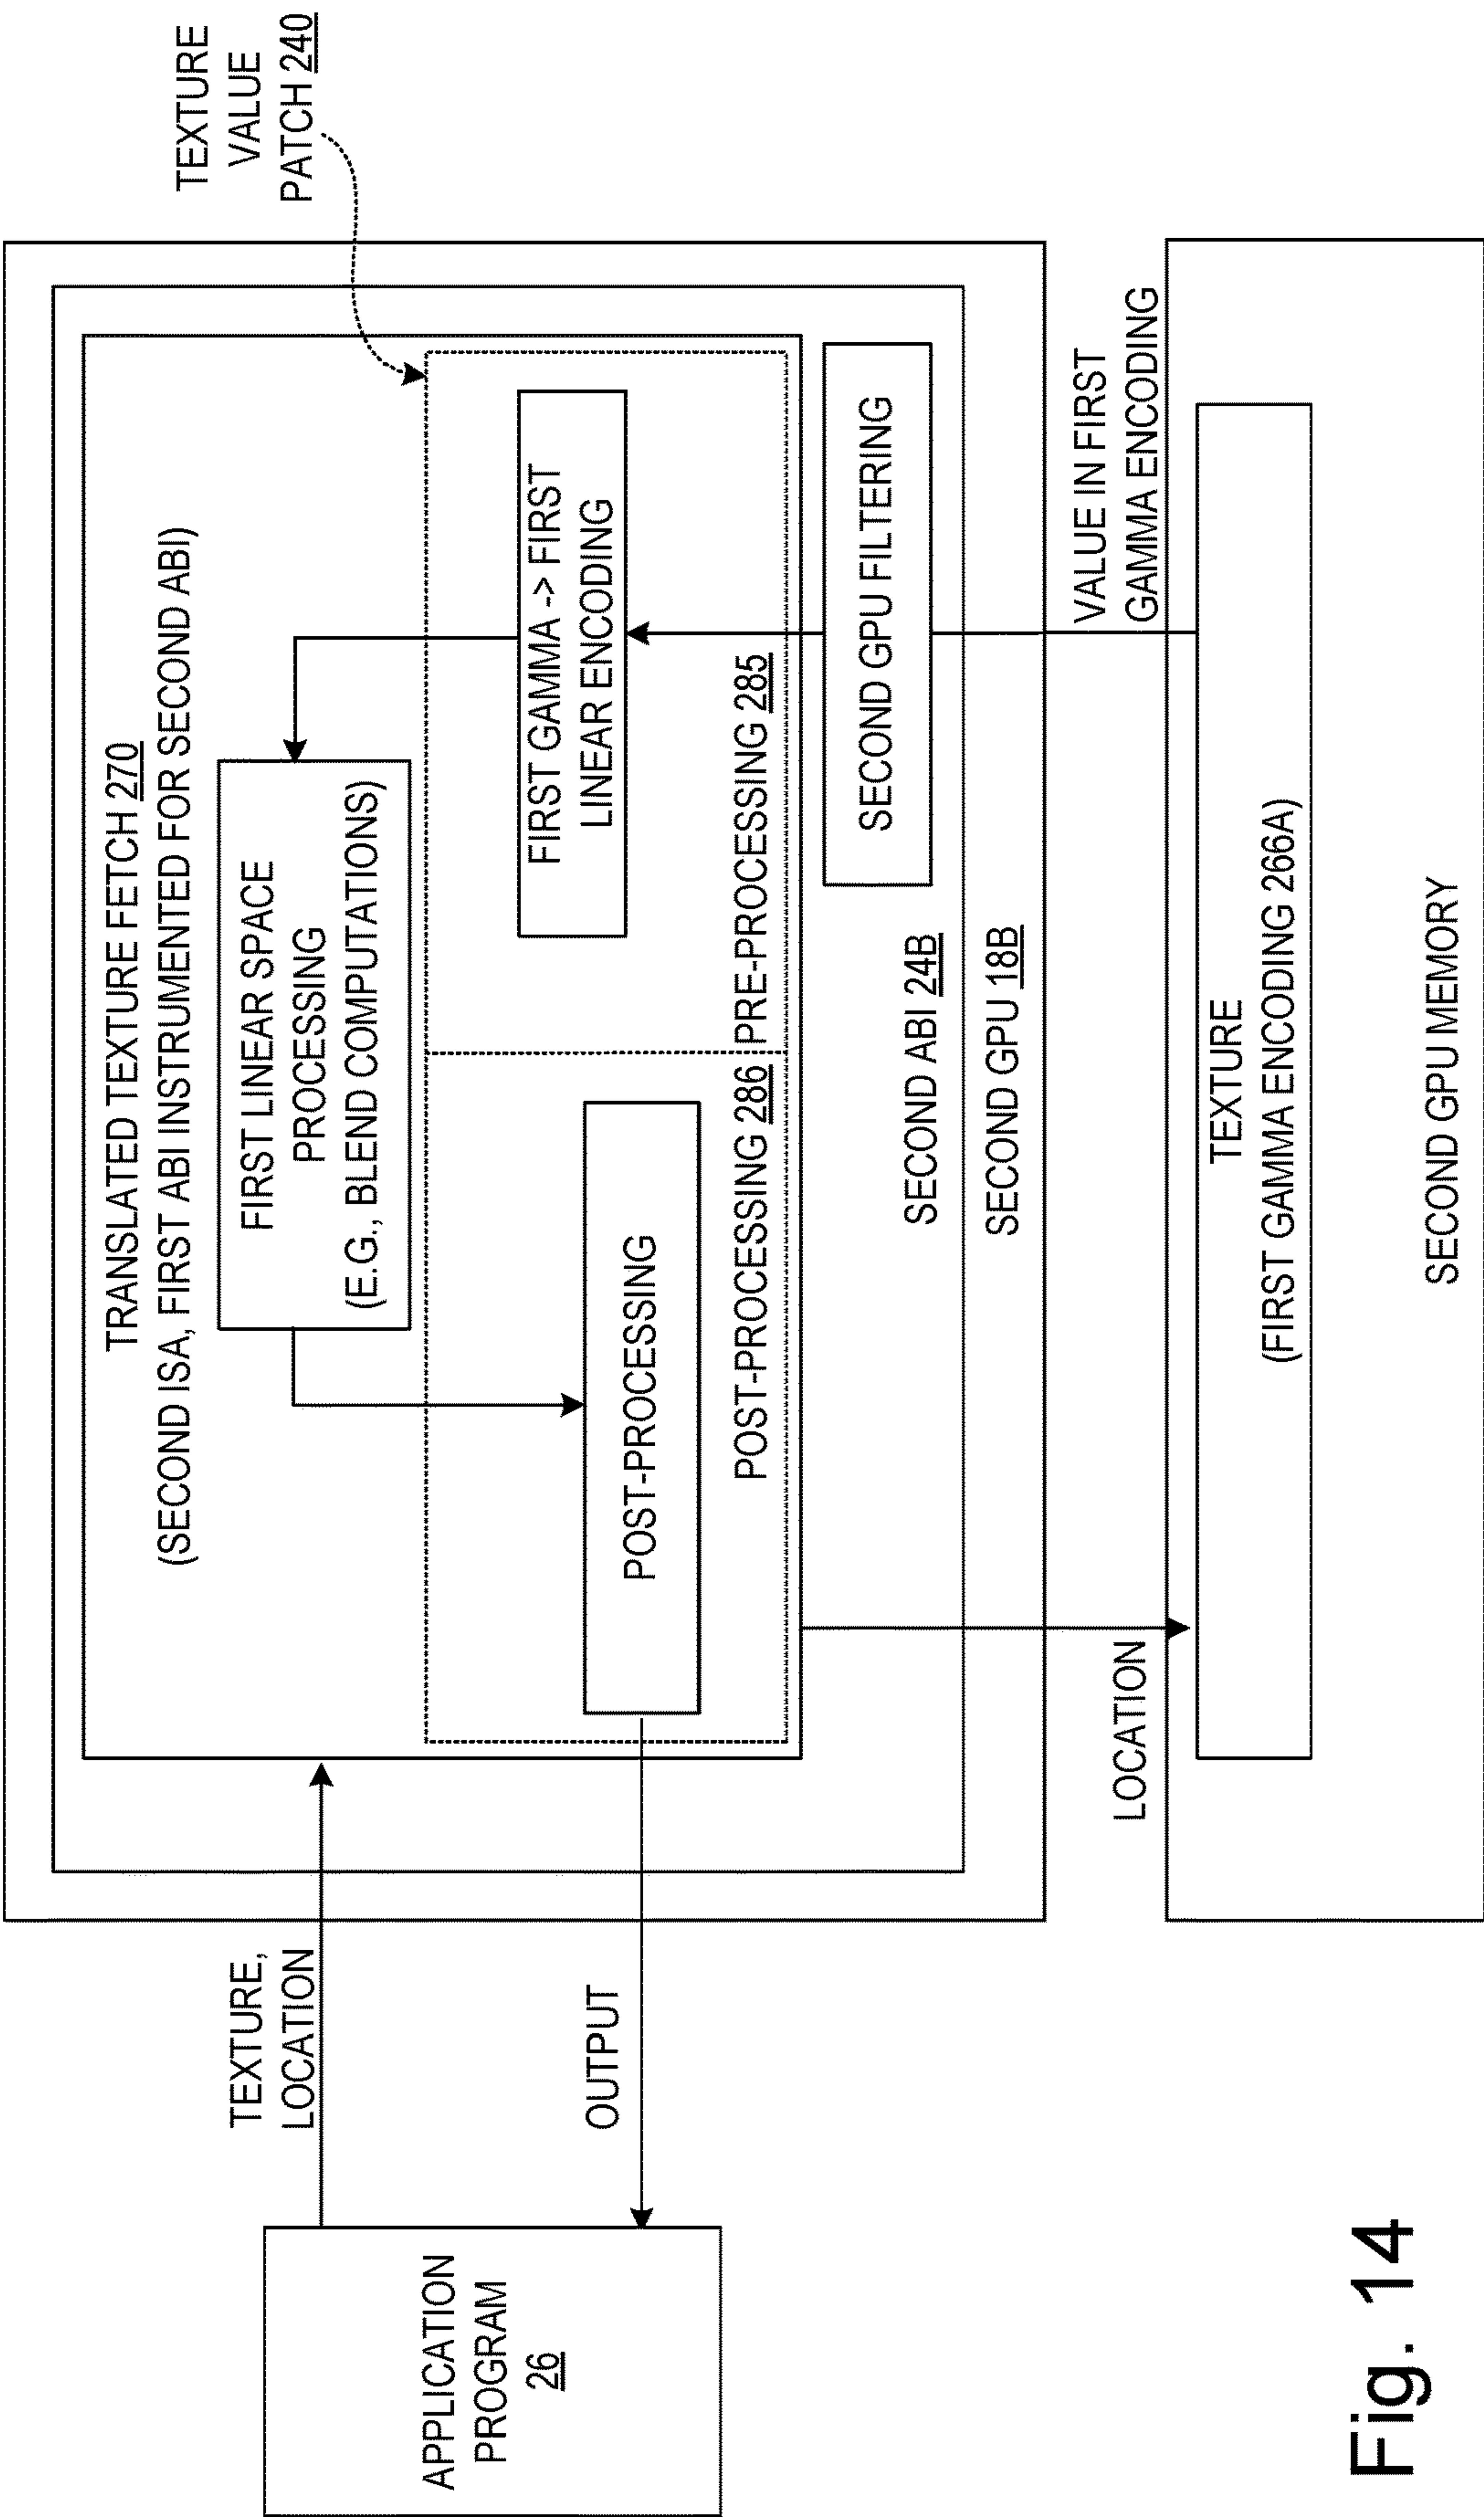 TEXTURE
VALUE
PATCH 240
TRANSLATED TEXTURE FETCH 270
(SECOND ISA, FIRST ABI INSTRUMENTED FOR SECOND ABI)
FIRST LINEAR SPACE
PROCESSING
(E.G., BLEND COMPUTATIONS)
FIRST GAMMA -> FIRST
LINEAR ENCODING
POST-PROCESSING
POST-PROCESSING 286
PRE-PROCESSING 285
SECOND GPU FILTERING
SECOND ABI 24B
SECOND GPU 18B
TEXTURE,
LOCATION
OUTPUT
APPLICATION
PROGRAM
26
LOCATION
VALUE IN FIRST
GAMMA ENCODING
TEXTURE
(FIRST GAMMA ENCODING 266A)
SECOND GPU MEMORY
Fig. 14